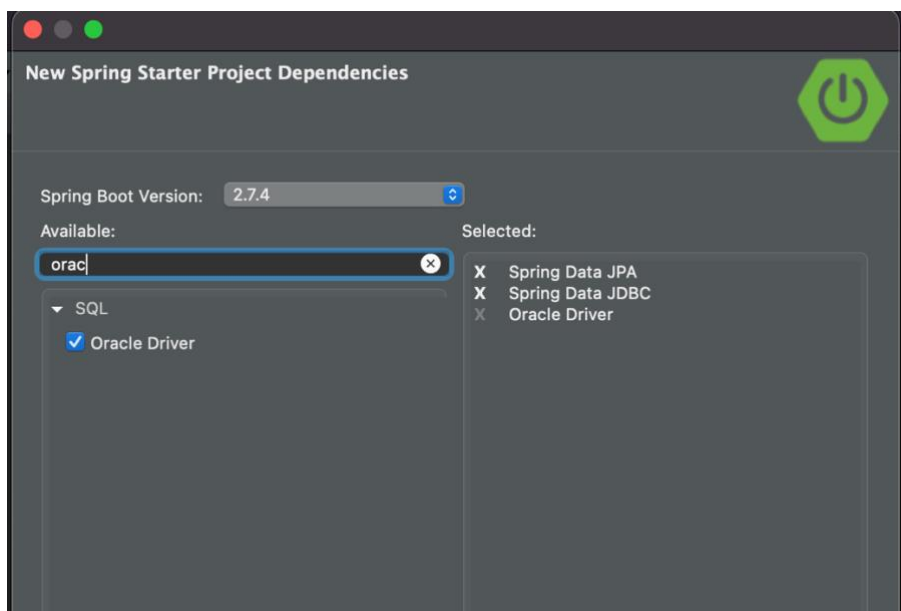 New Spring Starter Project Dependencies
Spring Boot Version: 2.7.4
Available:
orac
SQL
Oracle Driver
Selected:
X Spring Data JPA
X Spring Data JDBC
X Oracle Driver